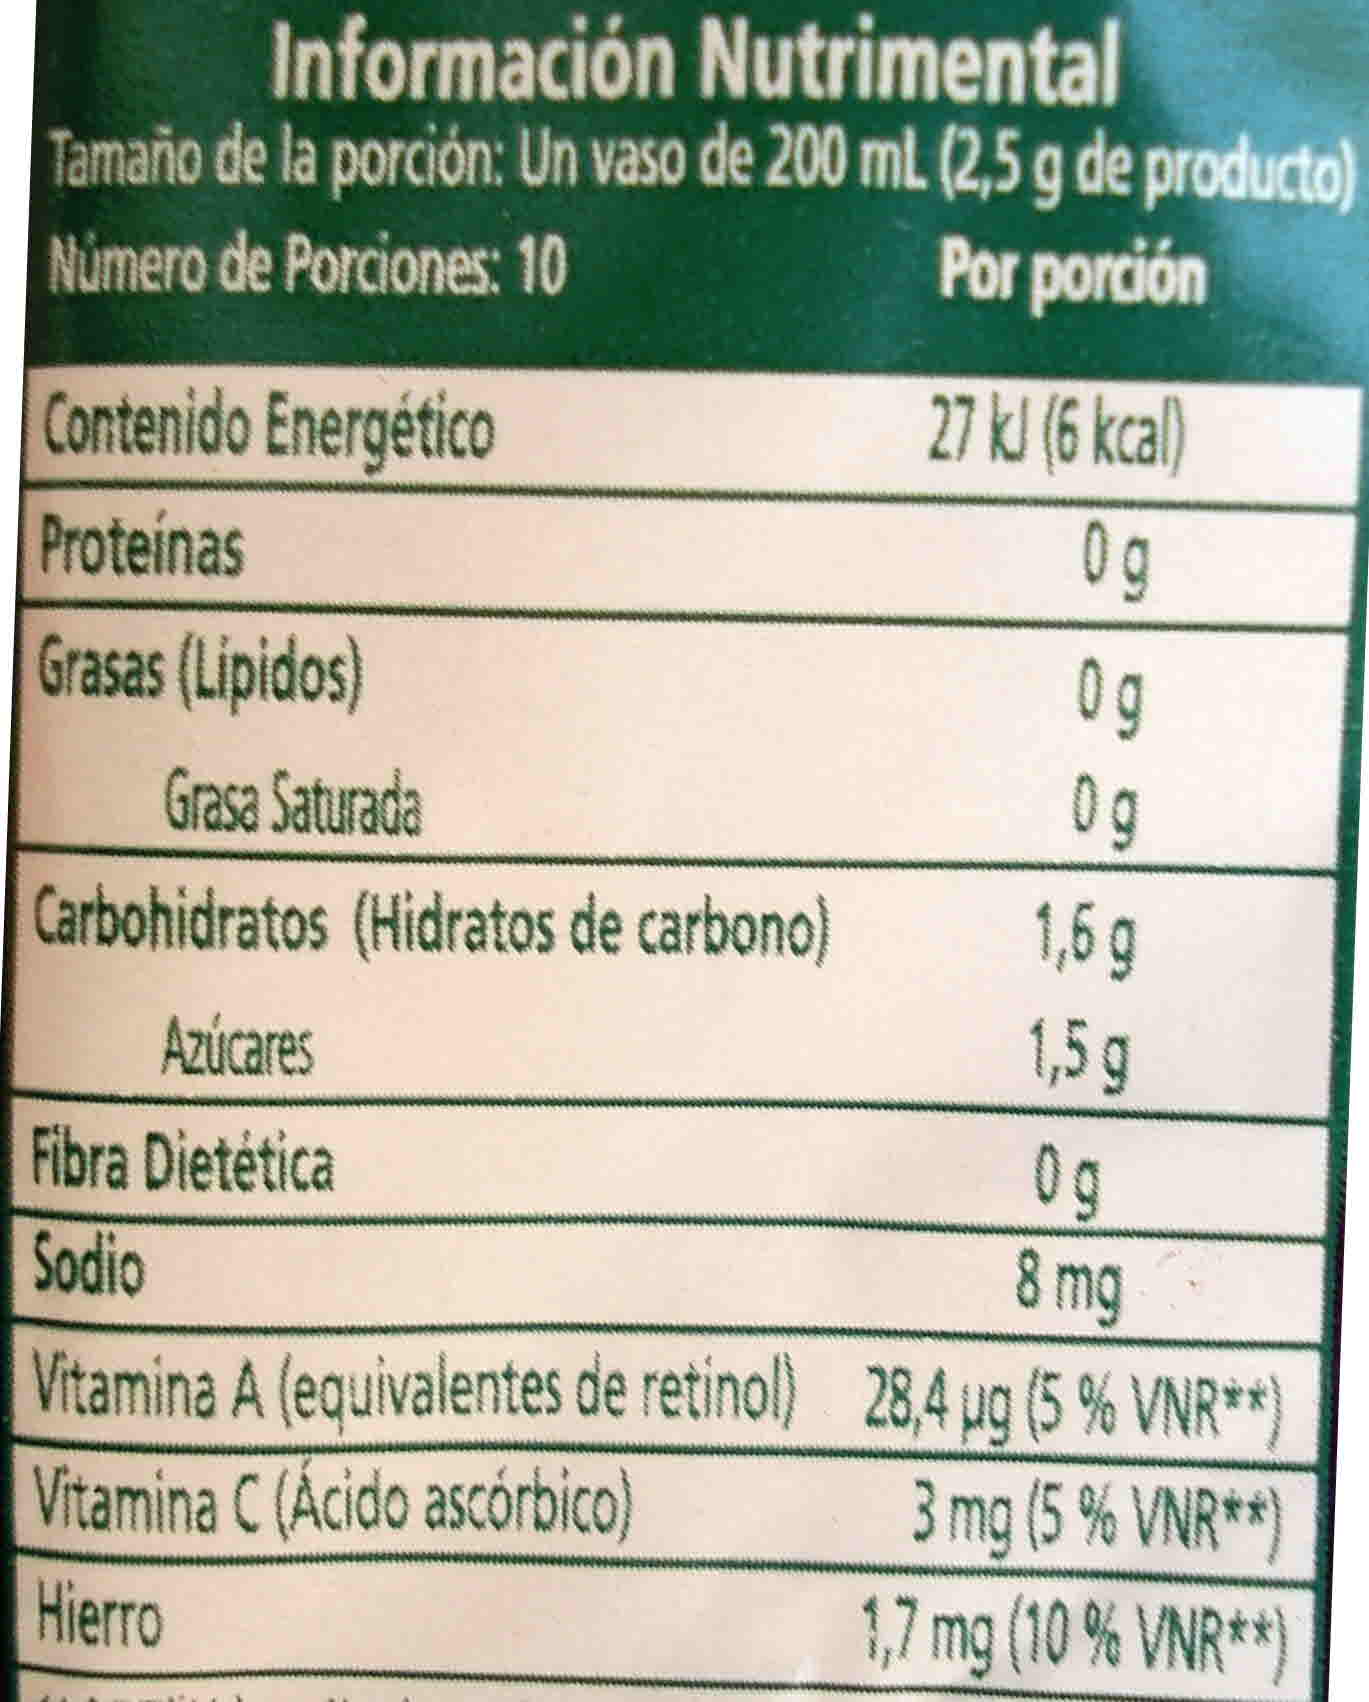 Información Nutrimental
Tamaño de la porción: Un vaso de 200 mL (2,5 g de producto)
Número de Porciones: 10 Por porción
Contenido Energético 27 kJ (6 kcal)
Proteínas 0 g
Grasas (Lípidos) 0 g
Grasa Saturada 0 g
Carbohidratos (Hidratos de carbono) 1,6 g
Azúcares 1,5 g
Fibra Dietética 0 g
Sodio 8 mg
Vitamina A (equivalentes de retinol) 28,4 µg (5 % VNR**)
Vitamina C (Ácido ascórbico) 3 mg (5 % VNR**)
Hierro 1,7 mg (10 % VNR**)